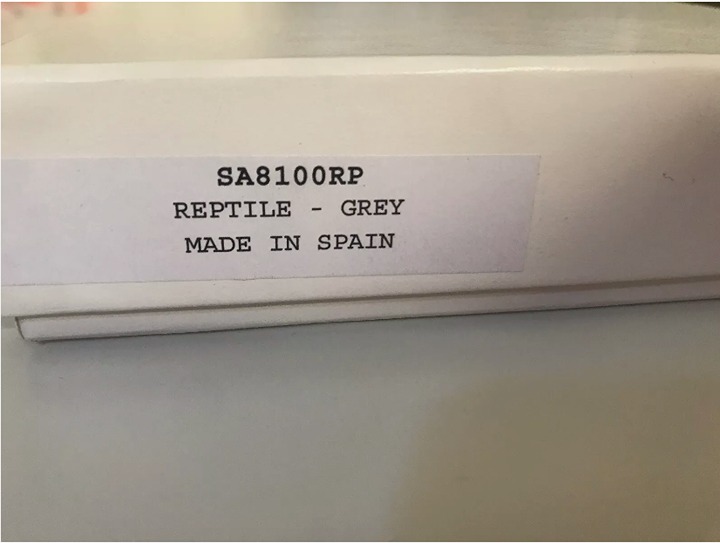 SA8100RP
REPTILE - GREY
MADE IN SPAIN